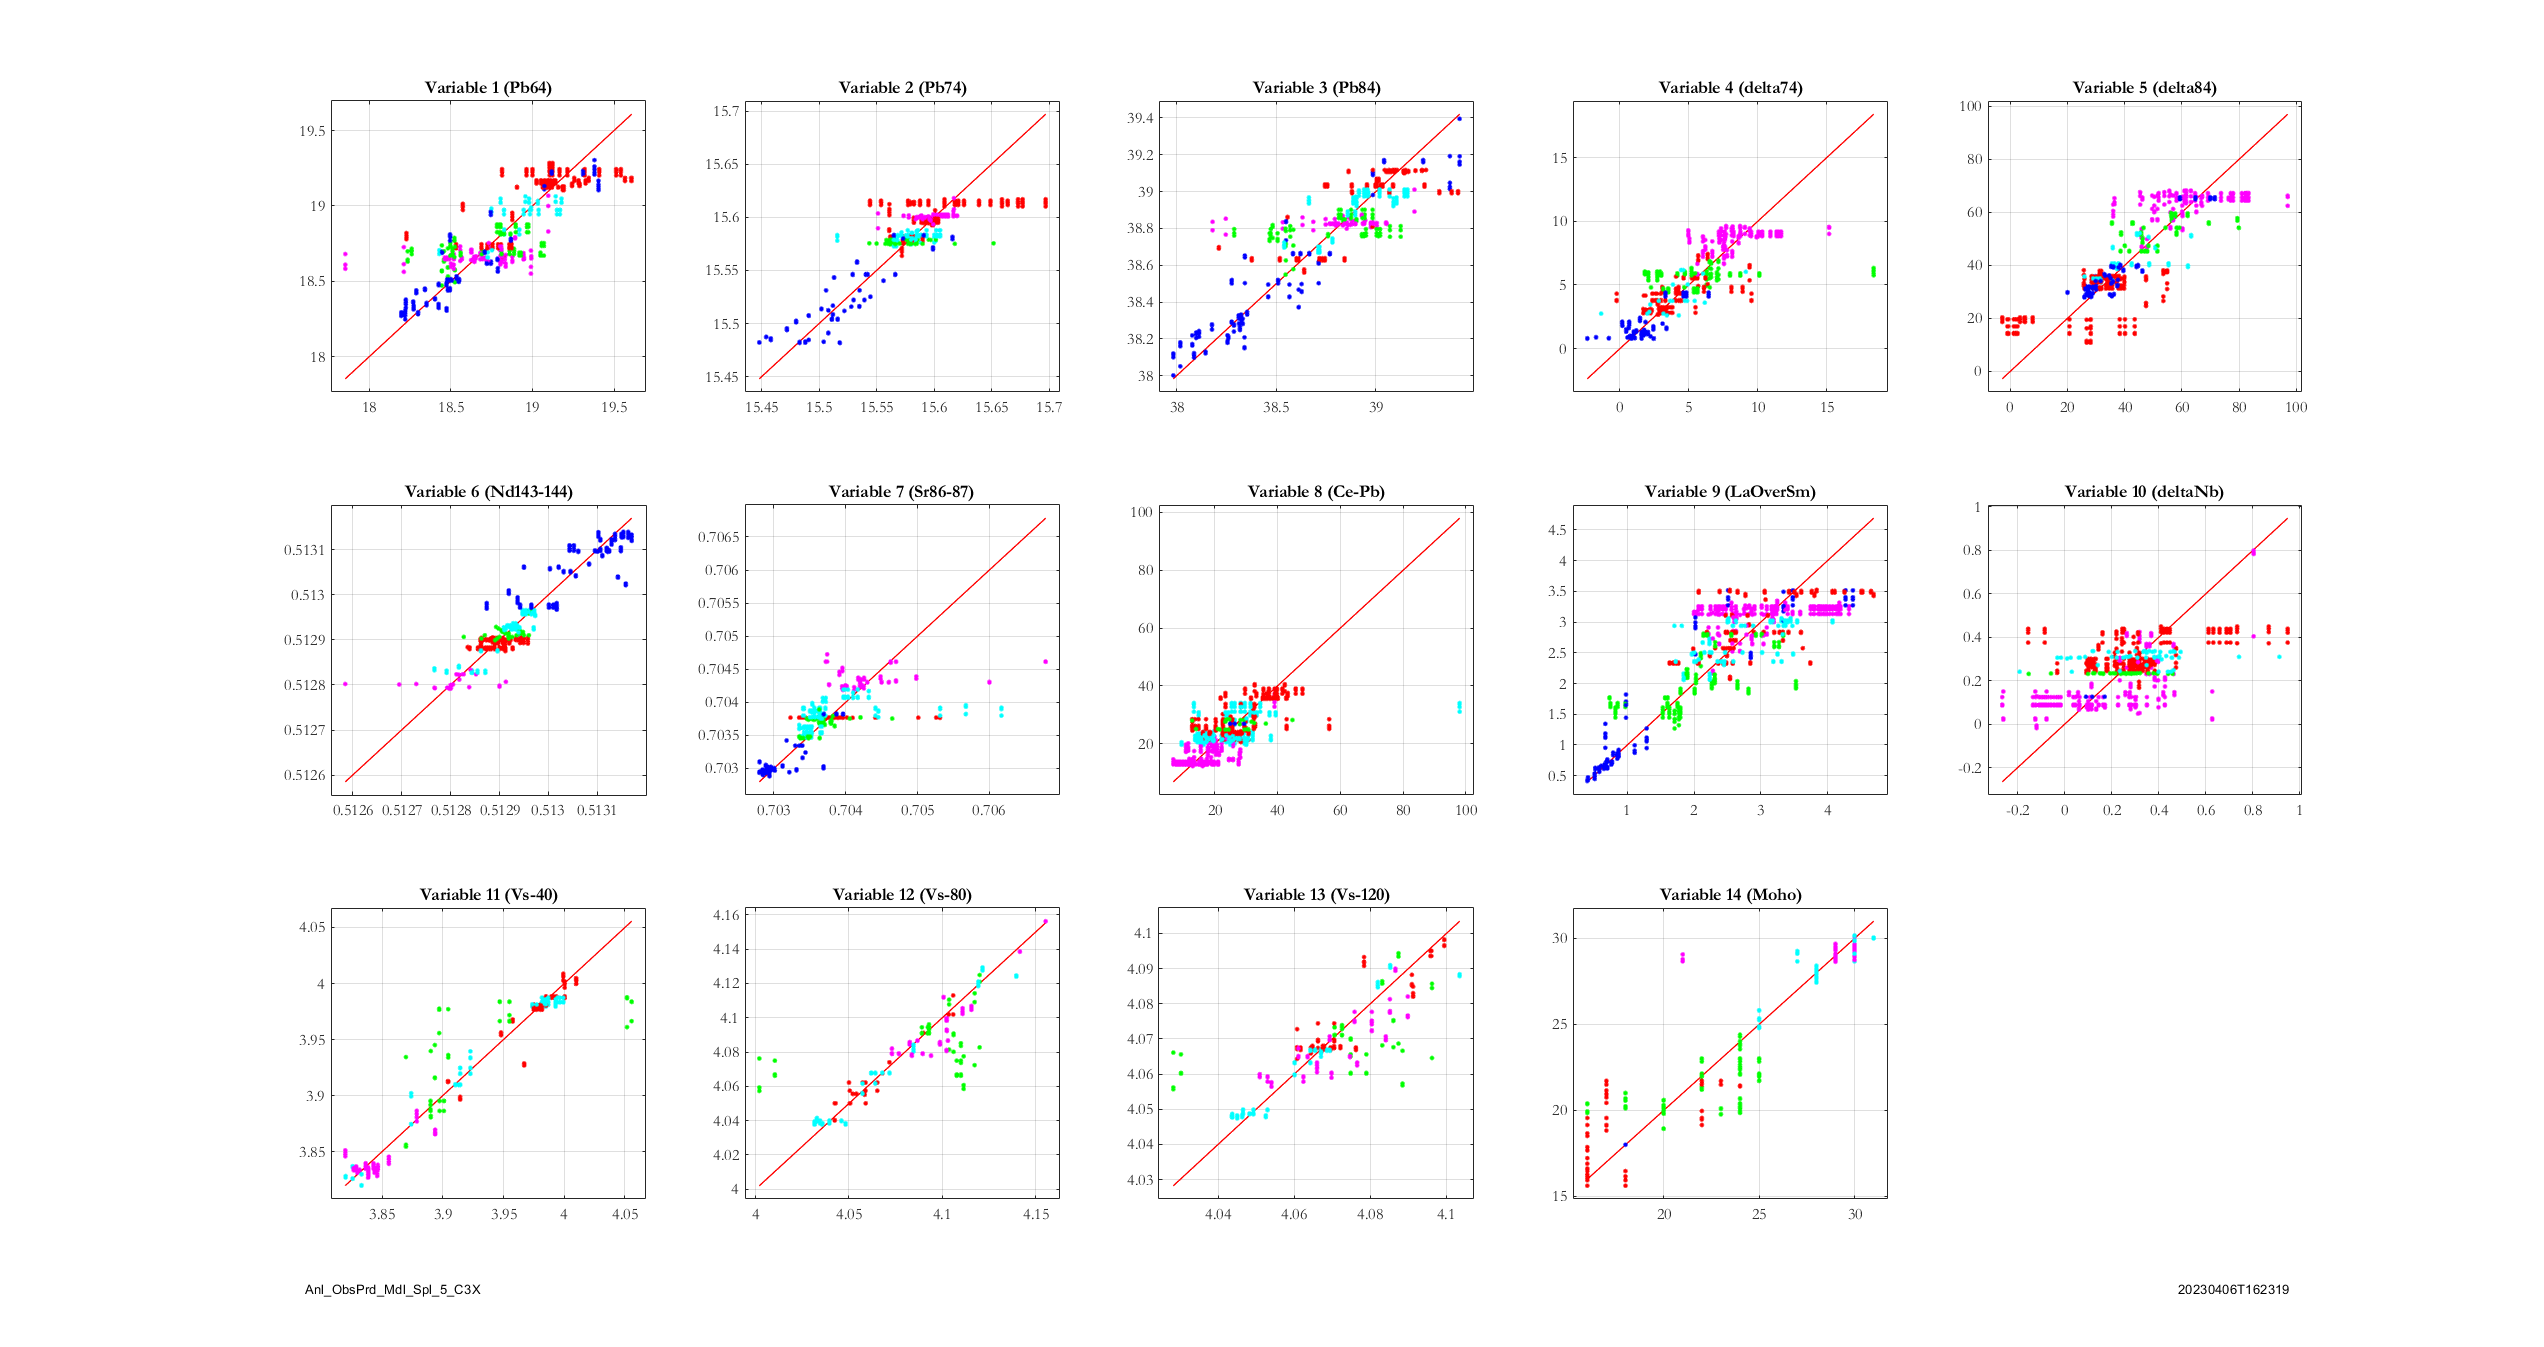 Variable 1 (Pb64)
Variable 2 (Pb74)
Variable 3 (Pb84)
Variable 4 (delta74)
Variable 5 (delta84)
19.5
19
18.5
18
18 18.5 19 19.5
15.7
15.65
15.6
15.55
15.5
15.45
15.45 15.5 15.55 15.6 15.65 15.7
39.4
39.2
39
38.8
38.6
38.4
38.2
38
38 38.5 39
15
10
5
0
0 5 10 15
100
80
60
40
20
0
0 20 40 60 80 100
Variable 6 (Nd143-144)
Variable 7 (Sr86-87)
Variable 8 (Ce-Pb)
Variable 9 (LaOverSm)
Variable 10 (deltaNb)
0.5131
0.513
0.5129
0.5128
0.5127
0.5126
0.5126 0.5127 0.5128 0.5129 0.513 0.5131
0.7065
0.706
0.7055
0.705
0.7045
0.704
0.7035
0.703
0.703 0.704 0.705 0.706
100
80
60
40
20
20 40 60 80 100
4.5
4
3.5
3
2.5
2
1.5
1
0.5
1 2 3 4
1
0.8
0.6
0.4
0.2
0
-0.2
-0.2 0 0.2 0.4 0.6 0.8 1
Variable 11 (Vs-40)
Variable 12 (Vs-80)
Variable 13 (Vs-120)
Variable 14 (Moho)
4.05
4
3.95
3.9
3.85
3.85 3.9 3.95 4 4.05
4.16
4.14
4.12
4.1
4.08
4.06
4.04
4.02
4
4 4.05 4.1 4.15
4.1
4.09
4.08
4.07
4.06
4.05
4.04
4.03
4.04 4.06 4.08 4.1
30
25
20
15
20 25 30
Anl_ObsPrd_Mdl_Spl_5_C3X
20230406T162319